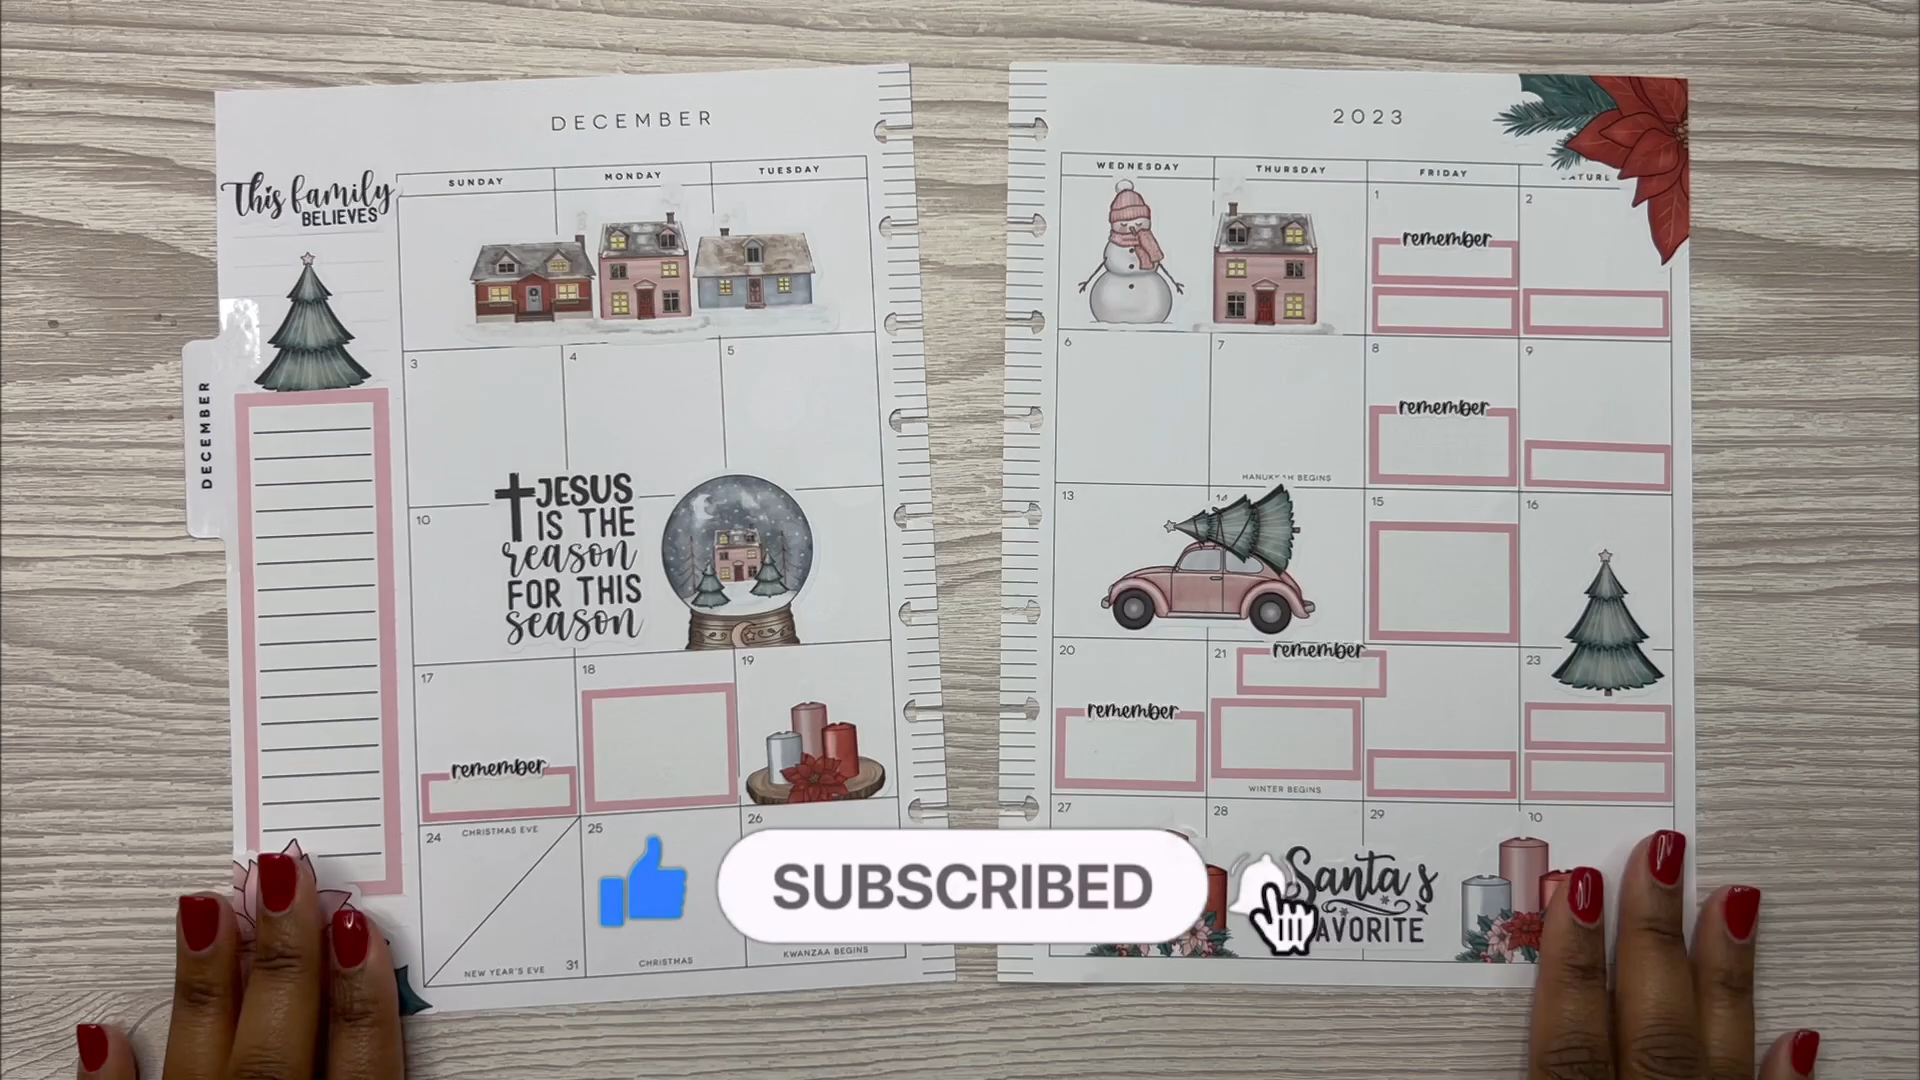 DECEMBER
2023
This family
BELIEVES
DECEMBER
SUNDAY
MONDAY
TUESDAY
WEDNESDAY
THURSDAY
FRIDAY
1
2
remember
3
4
5
6
7
8
9
remember
HANUKKAH BEGINS
10
JESUS
IS THE
reason
FOR THIS
season
13
14
15
16
17
18
19
20
21
23
remember
remember
remember
WINTER BEGINS
24
CHRISTMAS EVE
NEW YEAR'S EVE
31
25
CHRISTMAS
26
KWANZAA BEGINS
27
28
29
Santa's
AVORITE
SUBSCRIBED